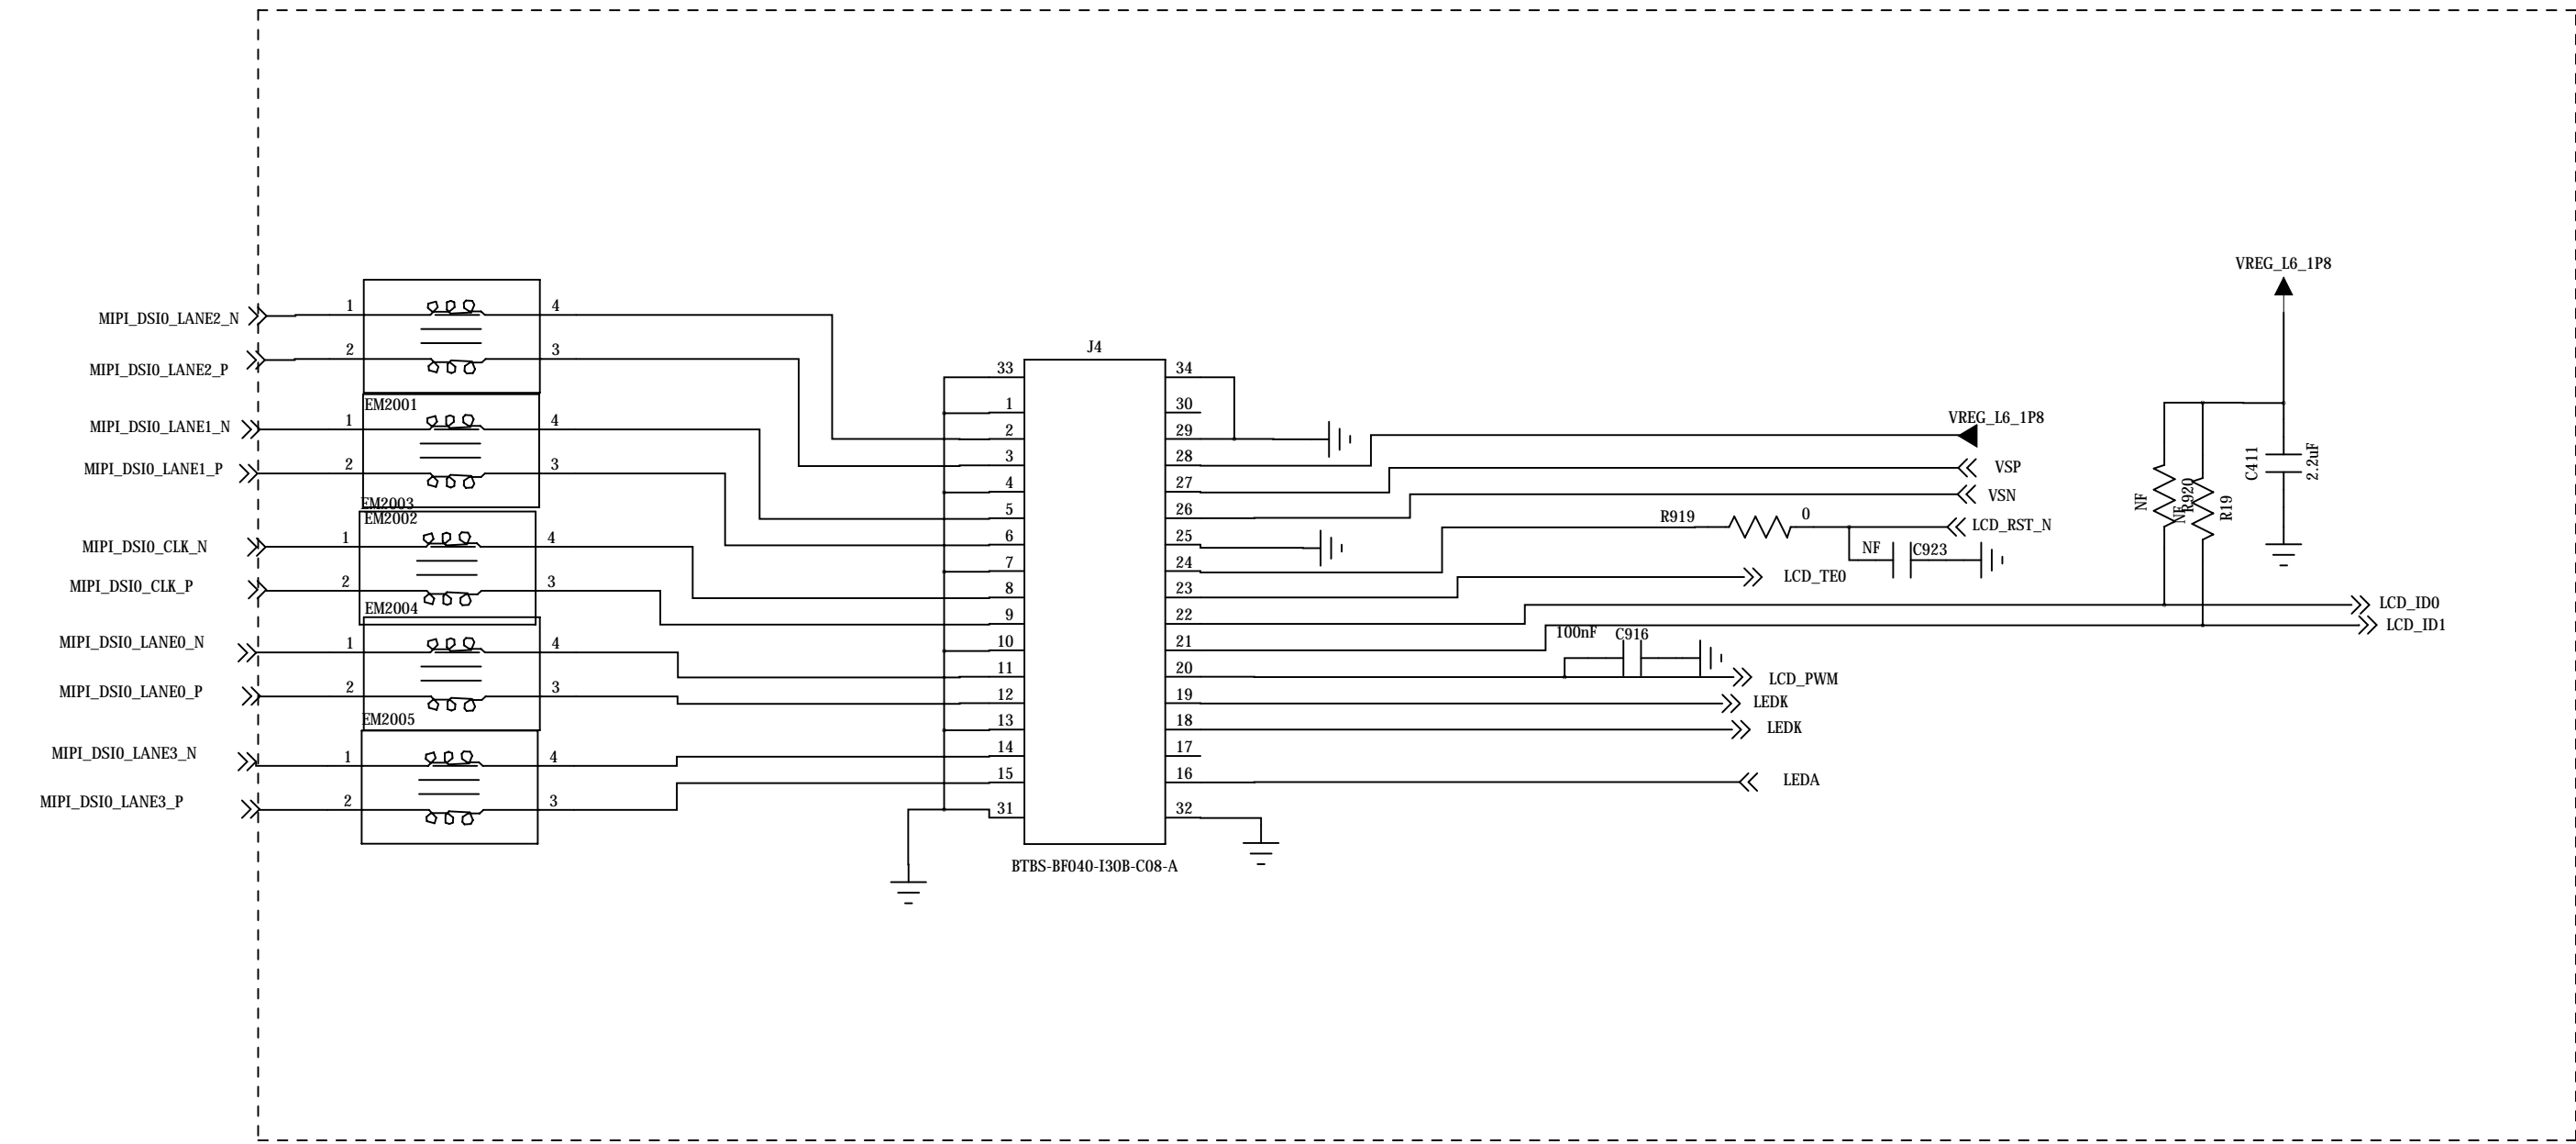 VREG_L6_1P8
MIPI_DSI0_LANE2_N
1
4
MIPI_DSI0_LANE2_P
2
3
EM2001
MIPI_DSI0_LANE1_N
1
4
MIPI_DSI0_LANE1_P
2
3
EM2003
EM2002
MIPI_DSI0_CLK_N
1
4
MIPI_DSI0_CLK_P
2
3
EM2004
MIPI_DSI0_LANE0_N
1
4
MIPI_DSI0_LANE0_P
2
3
EM2005
MIPI_DSI0_LANE3_N
1
4
MIPI_DSI0_LANE3_P
2
3
J4
33
1
2
3
4
5
6
7
8
9
10
11
12
13
14
15
31
34
30
29
28
27
26
25
24
23
22
21
20
19
18
17
16
32
BTBS-BF040-I30B-C08-A
VREG_L6_1P8
VSP
VSN
R919
0
LCD_RST_N
NF
C923
LCD_TE0
100nF
C916
LCD_PWM
LEDK
LEDK
LEDA
NF
R920
NF
R19
C411
2.2uF
LCD_ID0
LCD_ID1